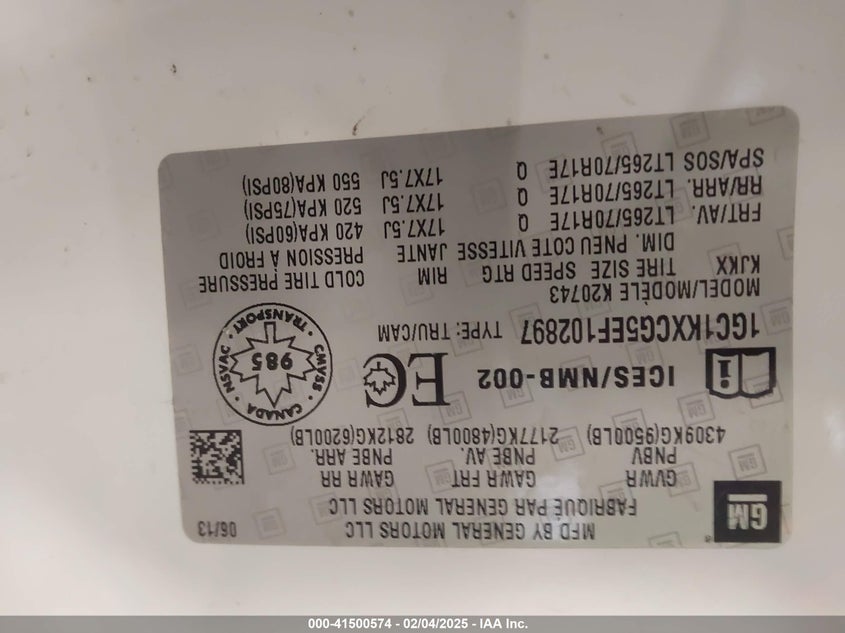 MFD BY GENERAL MOTORS LLC
06/13
FABRIQUÉ PAR GENERAL MOTORS LLC
GM
GVWR GAWR FRT GAWR RR
PNBV PNBE AV. PNBE ARR.
4309KG(9500LB) 2177KG(4800LB) 2812KG(6200LB)
i ICES/NMB-002 EC
1GC1KXCG5EF102897 TYPE: TRU/CAM
CANADA • CMVSS • TRANSPORT • NSVAC
985
MODEL/MODÈLE K20743
KJKX TIRE SIZE SPEED RTG RIM COLD TIRE PRESSURE
DIM. PNEU COTE VITESSE JANTE PRESSION À FROID
FRT/AV. LT265/70R17E Q 17X7.5J 420 KPA(60PSI)
RR/ARR. LT265/70R17E Q 17X7.5J 520 KPA(75PSI)
SPA/SOS LT265/70R17E Q 17X7.5J 550 KPA(80PSI)
000-41500574 - 02/04/2025 - IAA Inc.